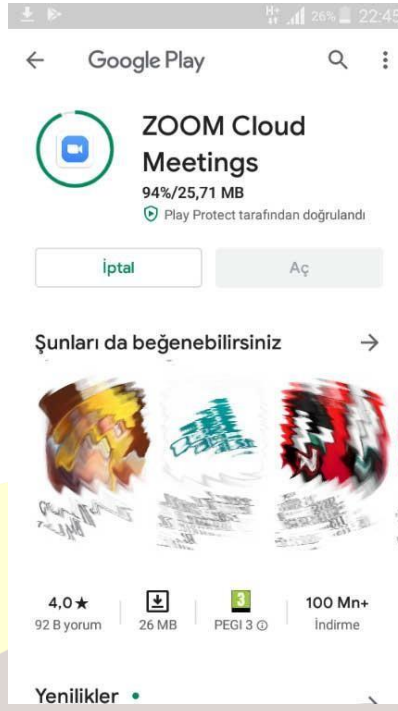 H+ 26% 22:45
Google Play
ZOOM Cloud
Meetings
94%/25,71 MB
Play Protect tarafından doğrulandı
İptal
Aç
Şunları da beğenebilirsiniz
4,0★
92 B yorum
26 MB
3
PEGI 3
100 Mn+
İndirme
Yenilikler